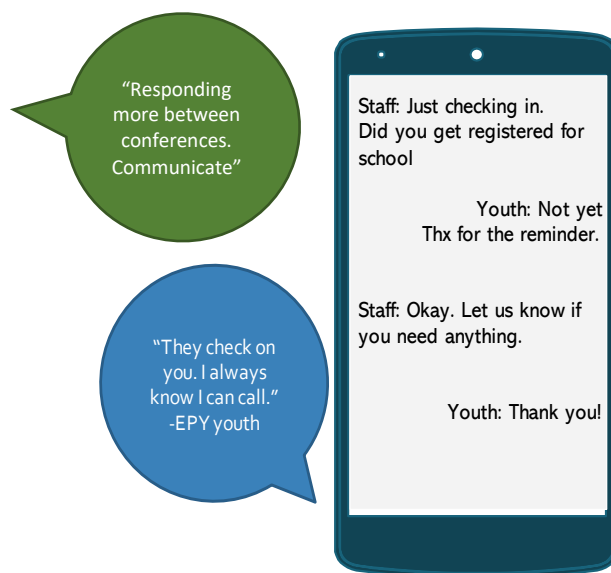 “Responding
more between
conferences.
Communicate”
“They check on
you. I always
know I can call.”
-EPY youth
Staff: Just checking in.
Did you get registered for
school
Youth: Not yet
Thx for the reminder.
Staff: Okay. Let us know if
you need anything.
Youth: Thank you!